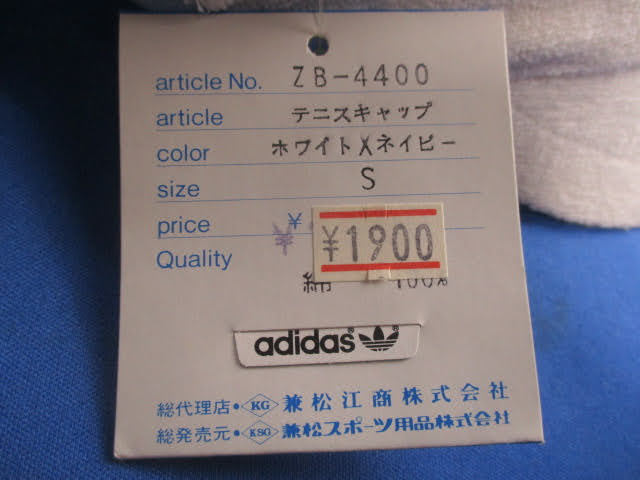 article No. ZB-4400
article テニスキャップ
color ホワイトXネイビー
size S
price ¥ ¥1900
Quality ¥
綿 100%
adidas®
総代理店・KG 兼松江商株式会社
総発売元・KSG 兼松スポーツ用品株式会社